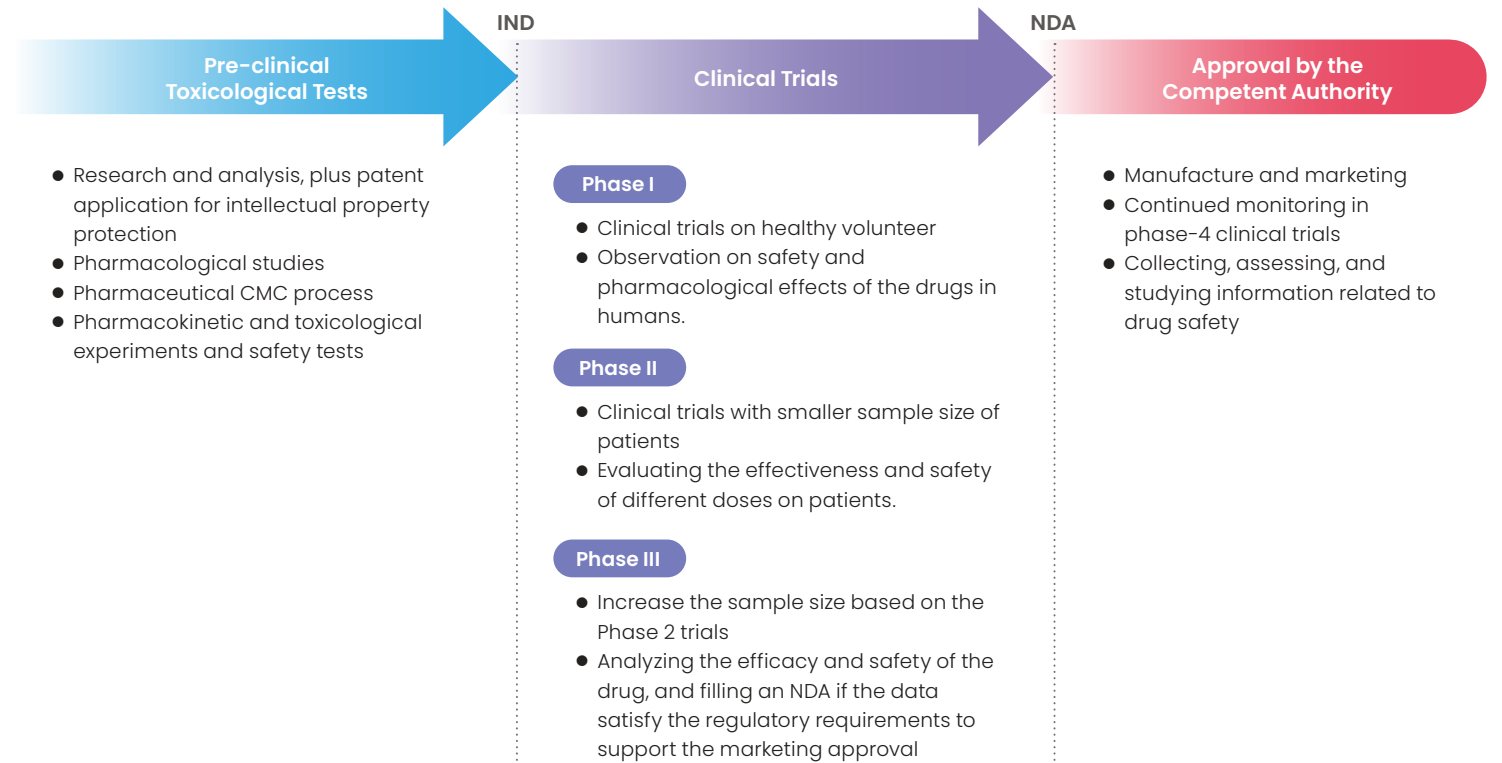 IND
NDA
Pre-clinical
Toxicological Tests
Clinical Trials
Approval by the
Competent Authority
● Research and analysis, plus patent
application for intellectual property
protection
● Pharmacological studies
● Pharmaceutical CMC process
● Pharmacokinetic and toxicological
experiments and safety tests
Phase I
● Clinical trials on healthy volunteer
● Observation on safety and
pharmacological effects of the drugs in
humans.
Phase II
● Clinical trials with smaller sample size of
patients
● Evaluating the effectiveness and safety
of different doses on patients.
Phase III
● Increase the sample size based on the
Phase 2 trials
● Analyzing the efficacy and safety of the
drug, and filling an NDA if the data
satisfy the regulatory requirements to
support the marketing approval
● Manufacture and marketing
● Continued monitoring in
phase-4 clinical trials
● Collecting, assessing, and
studying information related to
drug safety